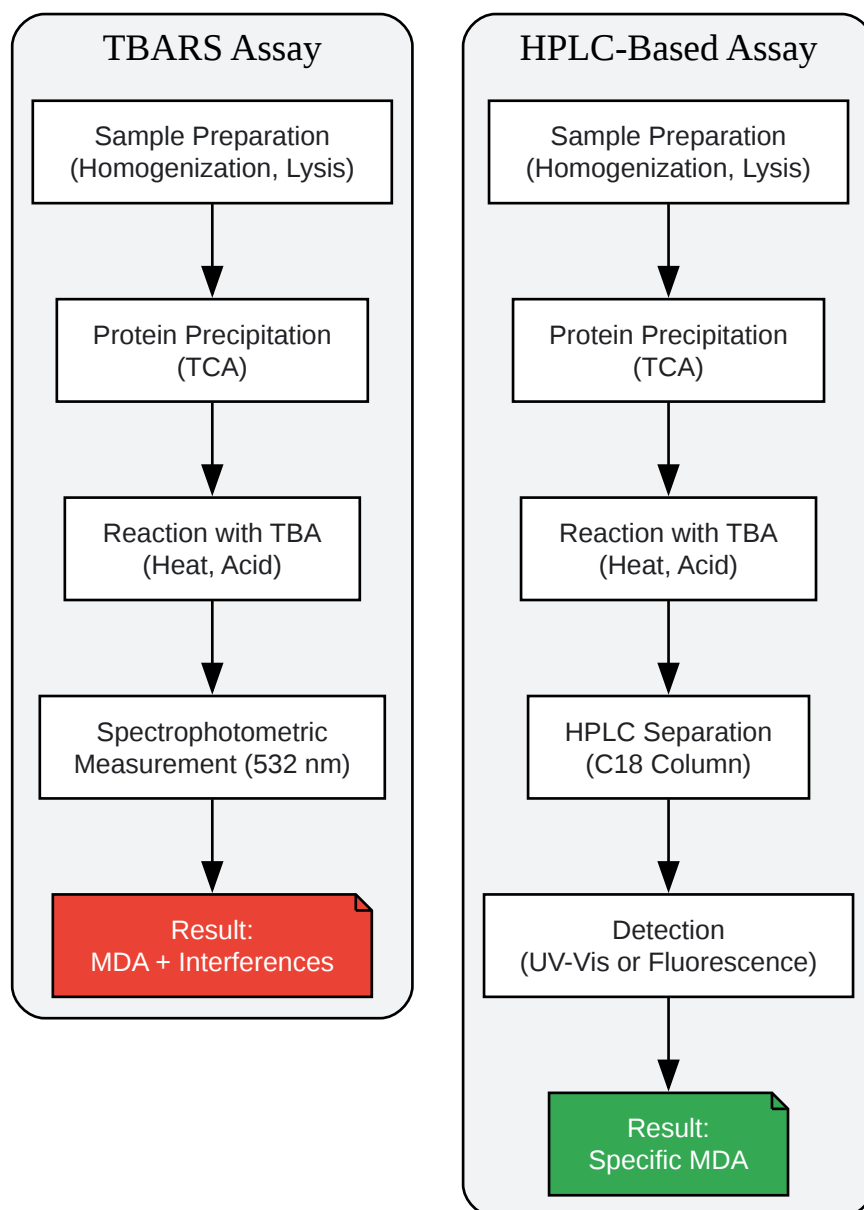 TBARS Assay
Sample Preparation
(Homogenization, Lysis)
Protein Precipitation
(TCA)
Reaction with TBA
(Heat, Acid)
Spectrophotometric
Measurement (532 nm)
Result:
MDA + Interferences
HPLC-Based Assay
Sample Preparation
(Homogenization, Lysis)
Protein Precipitation
(TCA)
Reaction with TBA
(Heat, Acid)
HPLC Separation
(C18 Column)
Detection
(UV-Vis or Fluorescence)
Result:
Specific MDA